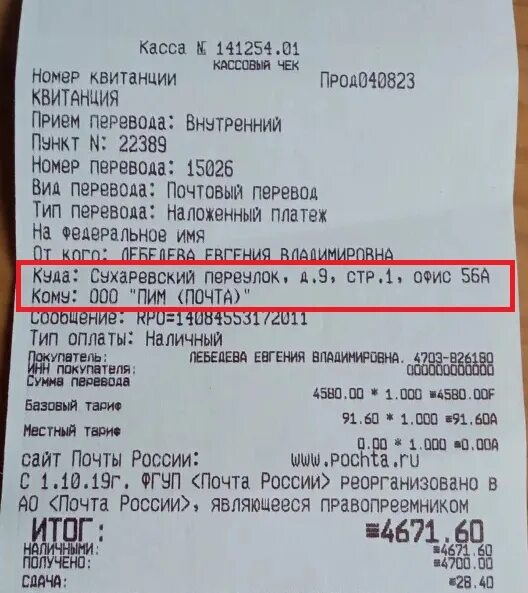 Касса № 141254.01
КАССОВЫЙ ЧЕК
Номер квитанции Прод040823
КВИТАНЦИЯ
Прием перевода: Внутренний
Пункт N: 22389
Номер перевода: 15026
Вид перевода: Почтовый перевод
Тип перевода: Наложенный платеж
На федеральное имя
От кого: ЛЕБЕДЕВА ЕВГЕНИЯ ВЛАДИМИРОВНА
Куда: Сухаревский переулок, д.9, стр.1, офис 56А
Кому: ООО "ПИМ (ПОЧТА)"
Сообщение: RPO=14084553172011
Тип оплаты: Наличный
Покупатель: ЛЕБЕДЕВА ЕВГЕНИЯ ВЛАДИМИРОВНА. 4703-826180
ИНН покупателя: 000000000000
Сумма перевода
4580.00 * 1.000 =4580.00F
Базовый тариф
91.60 * 1.000 =91.60A
Местный тариф
0.00 * 1.000 =0.00A
сайт Почты России: www.pochta.ru
С 1.10.19г. ФГУП <Почта России> реорганизовано в
АО <Почта России>, являющееся правопреемником
ИТОГ: =4671.60
НАЛИЧНЫМИ: =4671.60
ПОЛУЧЕНО: =4700.00
СДАЧА: =28.40